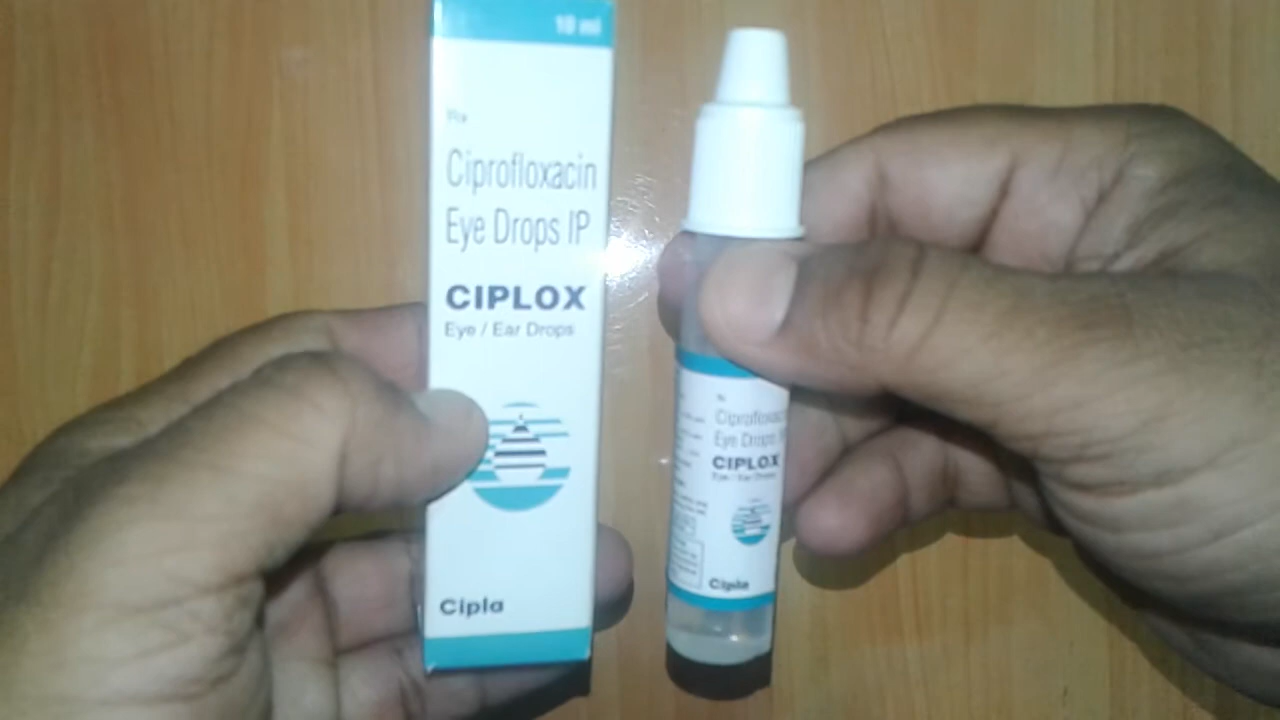 10 ml
Rx
Ciprofloxacin
Eye Drops IP
CIPLOX
Eye / Ear Drops
Cipla
Rx
Eye Drops
CIPLOX
Eye / Ear Drops
Cipla